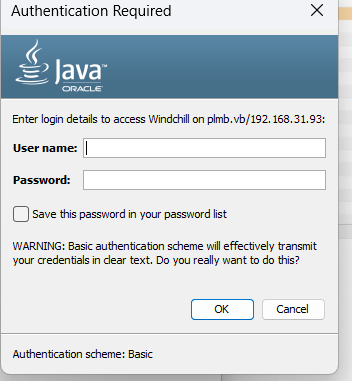 Authentication Required
Java
ORACLE
Enter login details to access Windchill on plmb.vb/192.168.31.93:
User name:
Password:
Save this password in your password list
WARNING: Basic authentication scheme will effectively transmit
your credentials in clear text. Do you really want to do this?
OK
Cancel
Authentication scheme: Basic